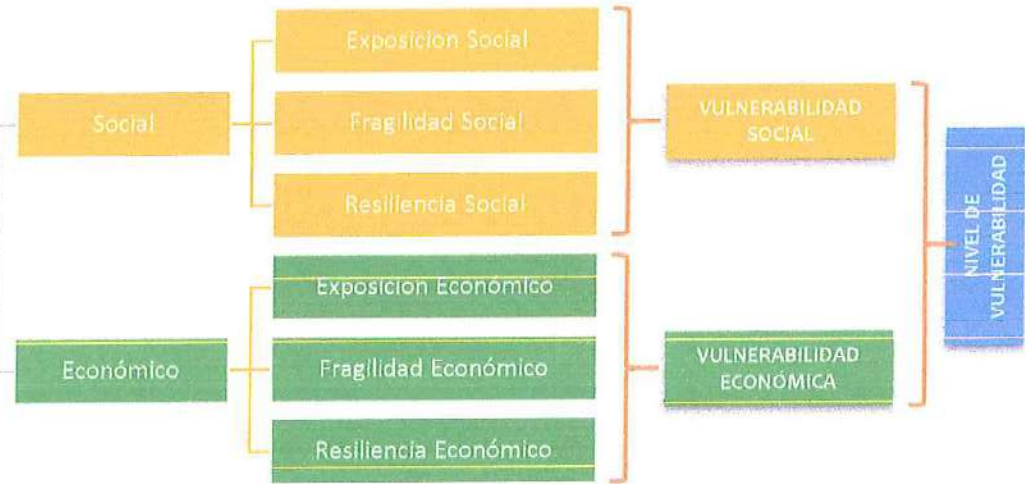 Social
Exposicion Social
Fragilidad Social
Resiliencia Social
VULNERABILIDAD
SOCIAL
Económico
Exposicion Económico
Fragilidad Económico
Resiliencia Económico
VULNERABILIDAD
ECONÓMICA
NIVEL DE
VULNERABILIDAD